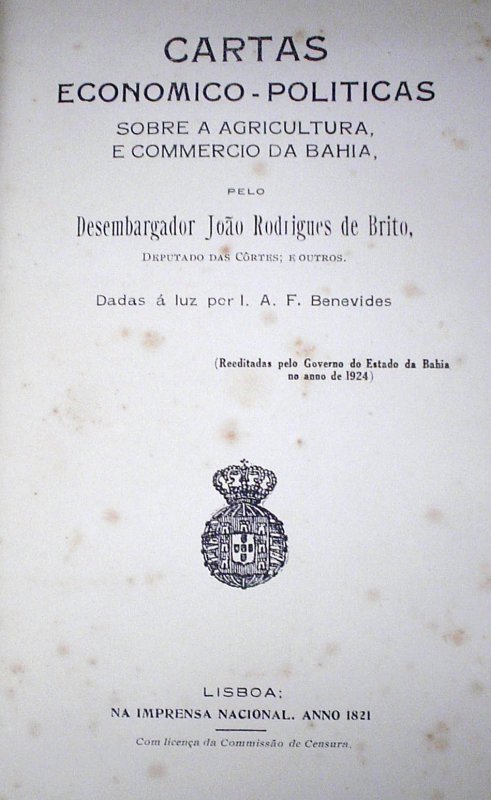 CARTAS
ECONOMICO - POLITICAS
SOBRE A AGRICULTURA,
E COMMERCIO DA BAHIA,
PELO
Desembargador João Rodrigues de Brito,
DEPUTADO DAS CÔRTES; E OUTROS.
Dadas á luz por I. A. F. Benevides
(Reeditadas pelo Governo do Estado da Bahia
no anno de 1924)
LISBOA:
NA IMPRENSA NACIONAL. ANNO 1821
Com licença da Commissão de Censura.